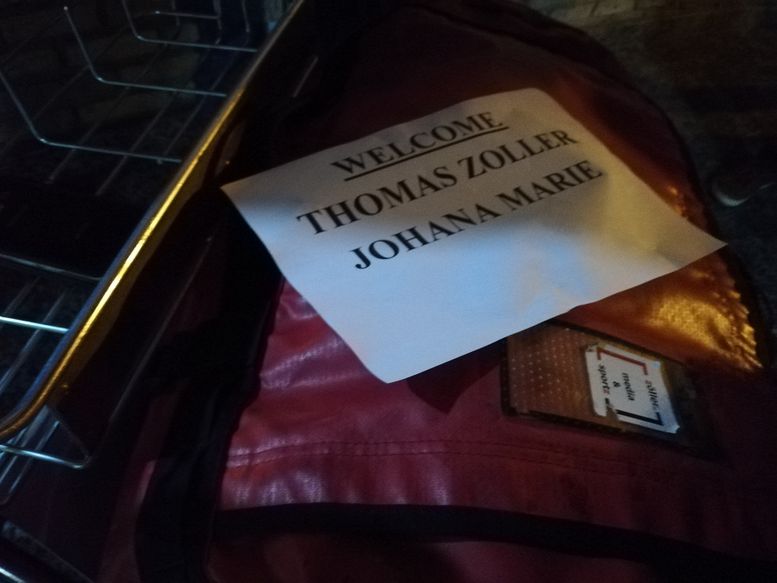 WELCOME
THOMAS ZOLLER
JOHANA MARIE
zoller
media
&
sports